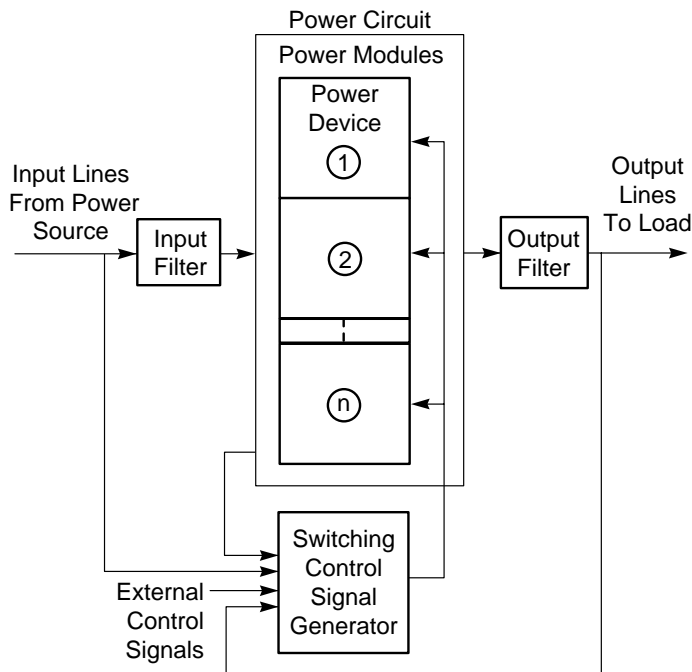 Power Circuit
Power Modules
Power
Device
1
Input Lines
From Power
Source
Input
Filter
2
Output
Filter
Output
Lines
To Load
n
Switching
Control
Signal
Generator
External
Control
Signals